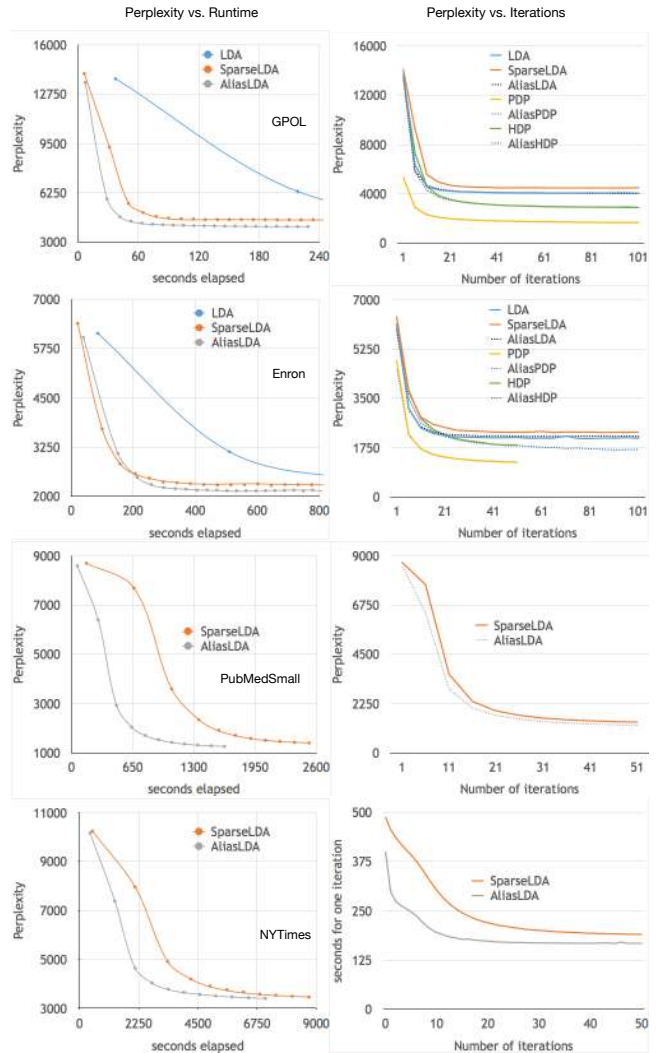 Perplexity vs. Runtime
Perplexity vs. Iterations
16000
12750
9500
6250
3000
Perplexity
LDA
SparseLDA
AliasLDA
GPOL
0 60 120 180 240
seconds elapsed
16000
12000
8000
4000
0
Perplexity
LDA
SparseLDA
AliasLDA
PDP
AliasPDP
HDP
AliasHDP
1 21 41 61 81 101
Number of iterations
7000
5750
4500
3250
2000
Perplexity
LDA
SparseLDA
AliasLDA
Enron
0 200 400 600 800
seconds elapsed
7000
5250
3500
1750
0
Perplexity
LDA
SparseLDA
AliasLDA
PDP
AliasPDP
HDP
AliasHDP
1 21 41 61 81 101
Number of iterations
9000
7000
5000
3000
1000
Perplexity
SparseLDA
AliasLDA
PubMedSmall
0 650 1300 1950 2600
seconds elapsed
9000
6750
4500
2250
0
Perplexity
SparseLDA
AliasLDA
1 11 21 31 41 51
Number of iterations
11000
9000
7000
5000
3000
Perplexity
SparseLDA
AliasLDA
NYTimes
0 2250 4500 6750 9000
seconds elapsed
500
375
250
125
0
seconds for one iteration
SparseLDA
AliasLDA
0 10 20 30 40 50
Number of iterations